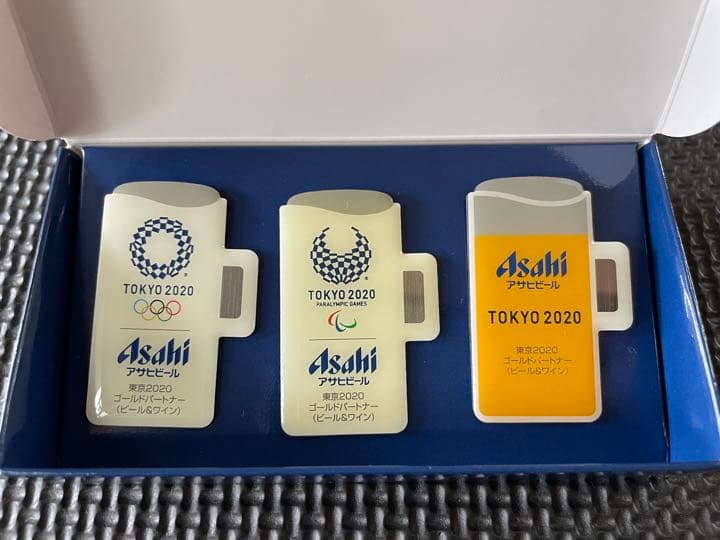 TOKYO 2020
Asahi
アサヒビール
東京2020
ゴールドパートナー
(ビール&ワイン)
TOKYO 2020
PARALYMPIC GAMES
Asahi
アサヒビール
東京2020
ゴールドパートナー
(ビール&ワイン)
Asahi
アサヒビール
TOKYO 2020
東京2020
ゴールドパートナー
(ビール&ワイン)